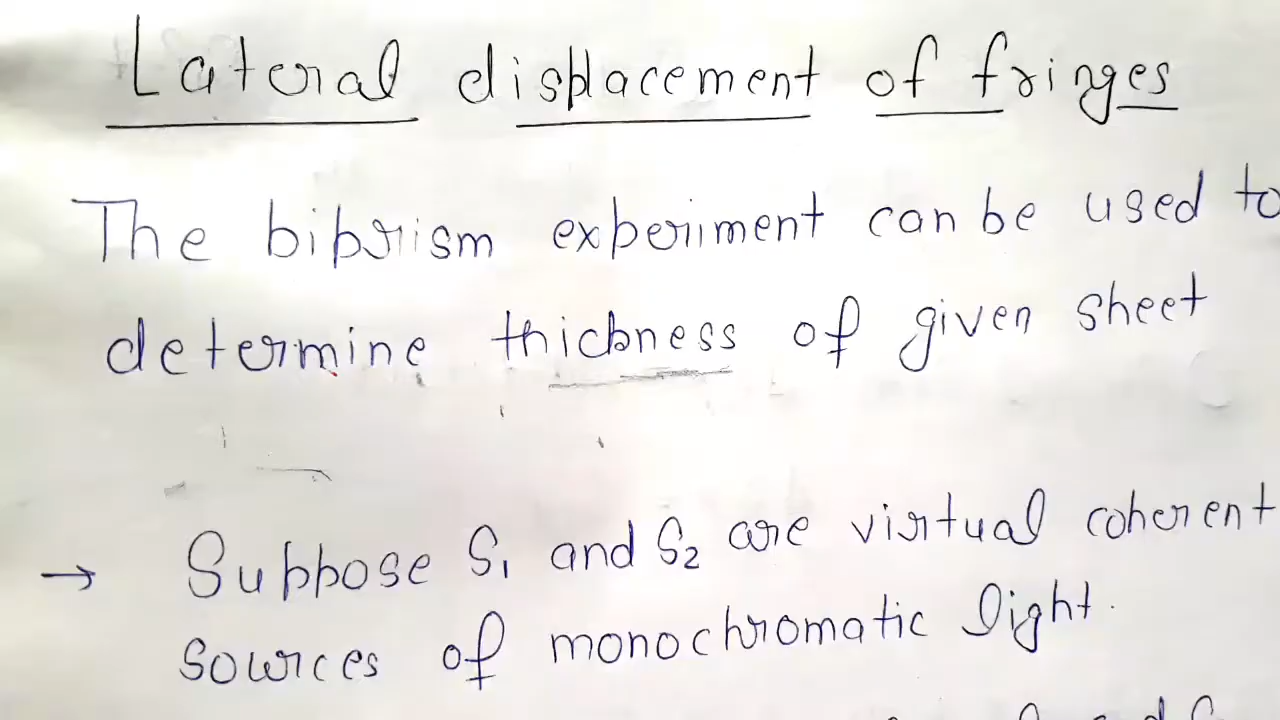 Lateral displacement of fringes
The biprism experiment can be used to
determine thickness of given sheet
→ Suppose S₁ and S₂ are virtual coherent
sources of monochromatic light.